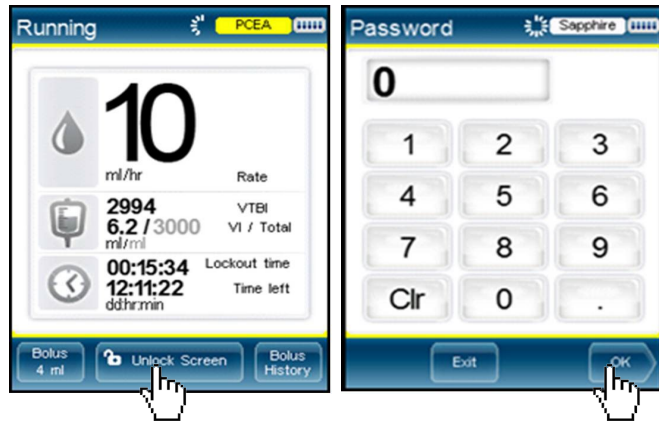 Running PCEA
10
ml/hr Rate
2994 VTBI
6.2 / 3000 VI / Total
ml/ml
00:15:34 Lockout time
12:11:22 Time left
dd:hr:min
Bolus
4 ml
Unlock Screen
Bolus
History
Password Sapphire
0
1 2 3
4 5 6
7 8 9
Clr 0 .
Exit OK